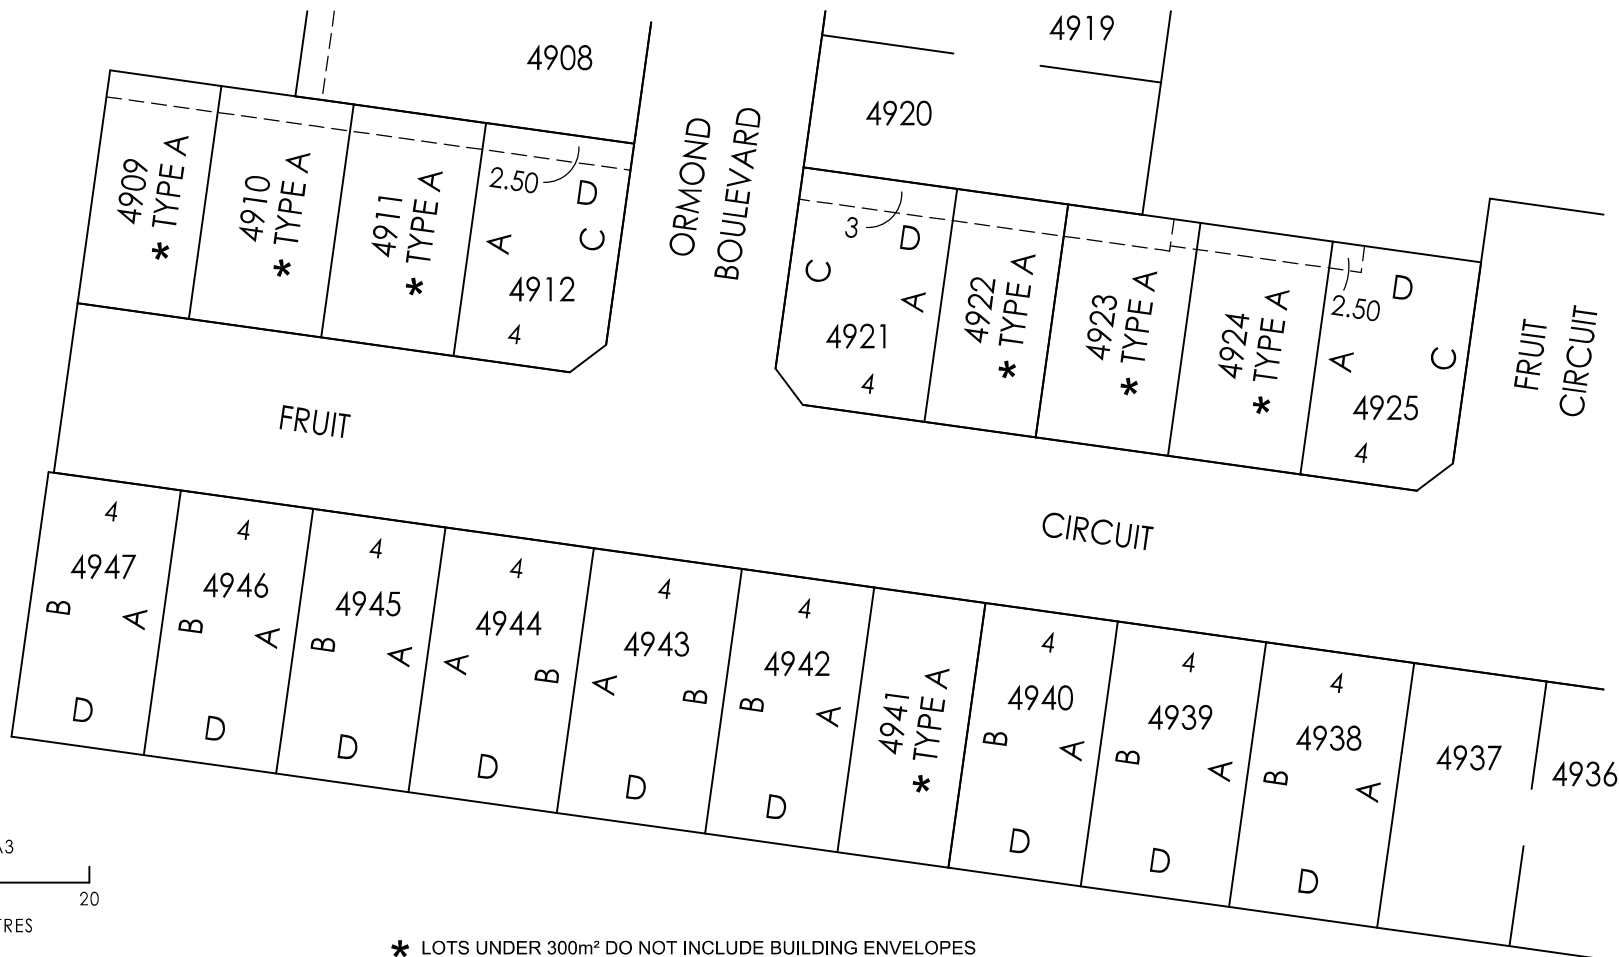 4908
4919
4920
ORMOND
BOULEVARD
4909
* TYPE A
4910
* TYPE A
4911
* TYPE A
2.50
D
C
A
4912
4
3
D
C
A
4921
4
4922
* TYPE A
4923
* TYPE A
4924
* TYPE A
2.50
D
A
C
4925
4
FRUIT
CIRCUIT
FRUIT
CIRCUIT
4
4947
B
A
D
4
4946
B
A
D
4
4945
B
A
D
4
4944
A
B
D
4
4943
A
B
D
4
4942
B
A
D
4941
* TYPE A
4
4940
B
A
D
4
4939
B
A
D
4
4938
B
A
D
4937
4936
A3
20
TRES
* LOTS UNDER 300m² DO NOT INCLUDE BUILDING ENVELOPES